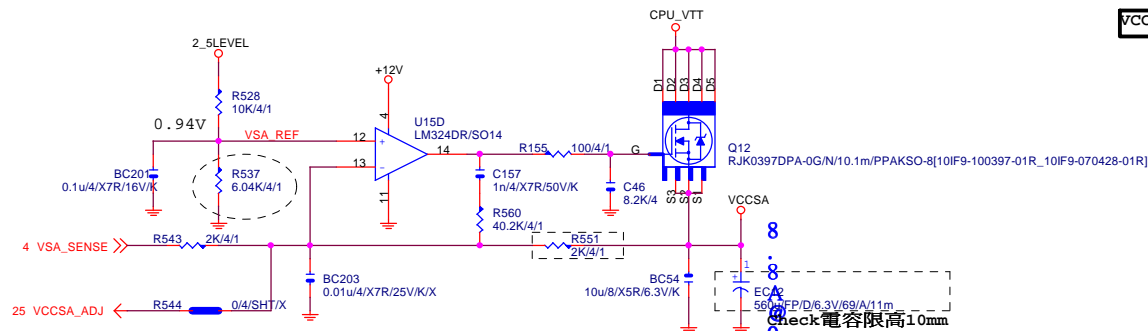 CPU_VTT
VCC
2_5LEVEL
+12V
D1
D2
D3
D4
D5
R528
10K/4/1
0.94V
VSA_REF
4
U15D
LM324DR/SO14
12
13
14
11
R155
100/4/1
G
Q12
RJK0397DPA-0G/N/10.1m/PPAKSO-8[10IF9-100397-01R_10IF9-070428-01R]
BC201
0.1u/4/X7R/16V/K
R537
6.04K/4/1
C157
1n/4/X7R/50V/K
C46
8.2K/4
S3
S2
S1
VCCSA
R560
40.2K/4/1
4 VSA_SENSE
R543
2K/4/1
R551
2K/4/1
8.8A@
BC203
0.01u/4/X7R/25V/K/X
BC54
10u/8/X5R/6.3V/K
1
+
560u/FP/D/6.3V/69/A/11m
25 VCCSA_ADJ
R544
0/4/SHT/X
Check電容限高10mm